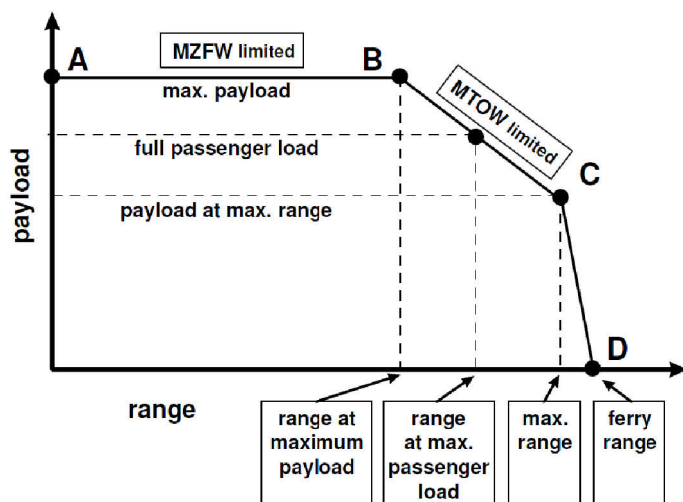 A
MZFW limited
B
max. payload
MTOW limited
full passenger load
C
payload at max. range
payload
D
range
range at
maximum
payload
range
at max.
passenger
load
max.
range
ferry
range